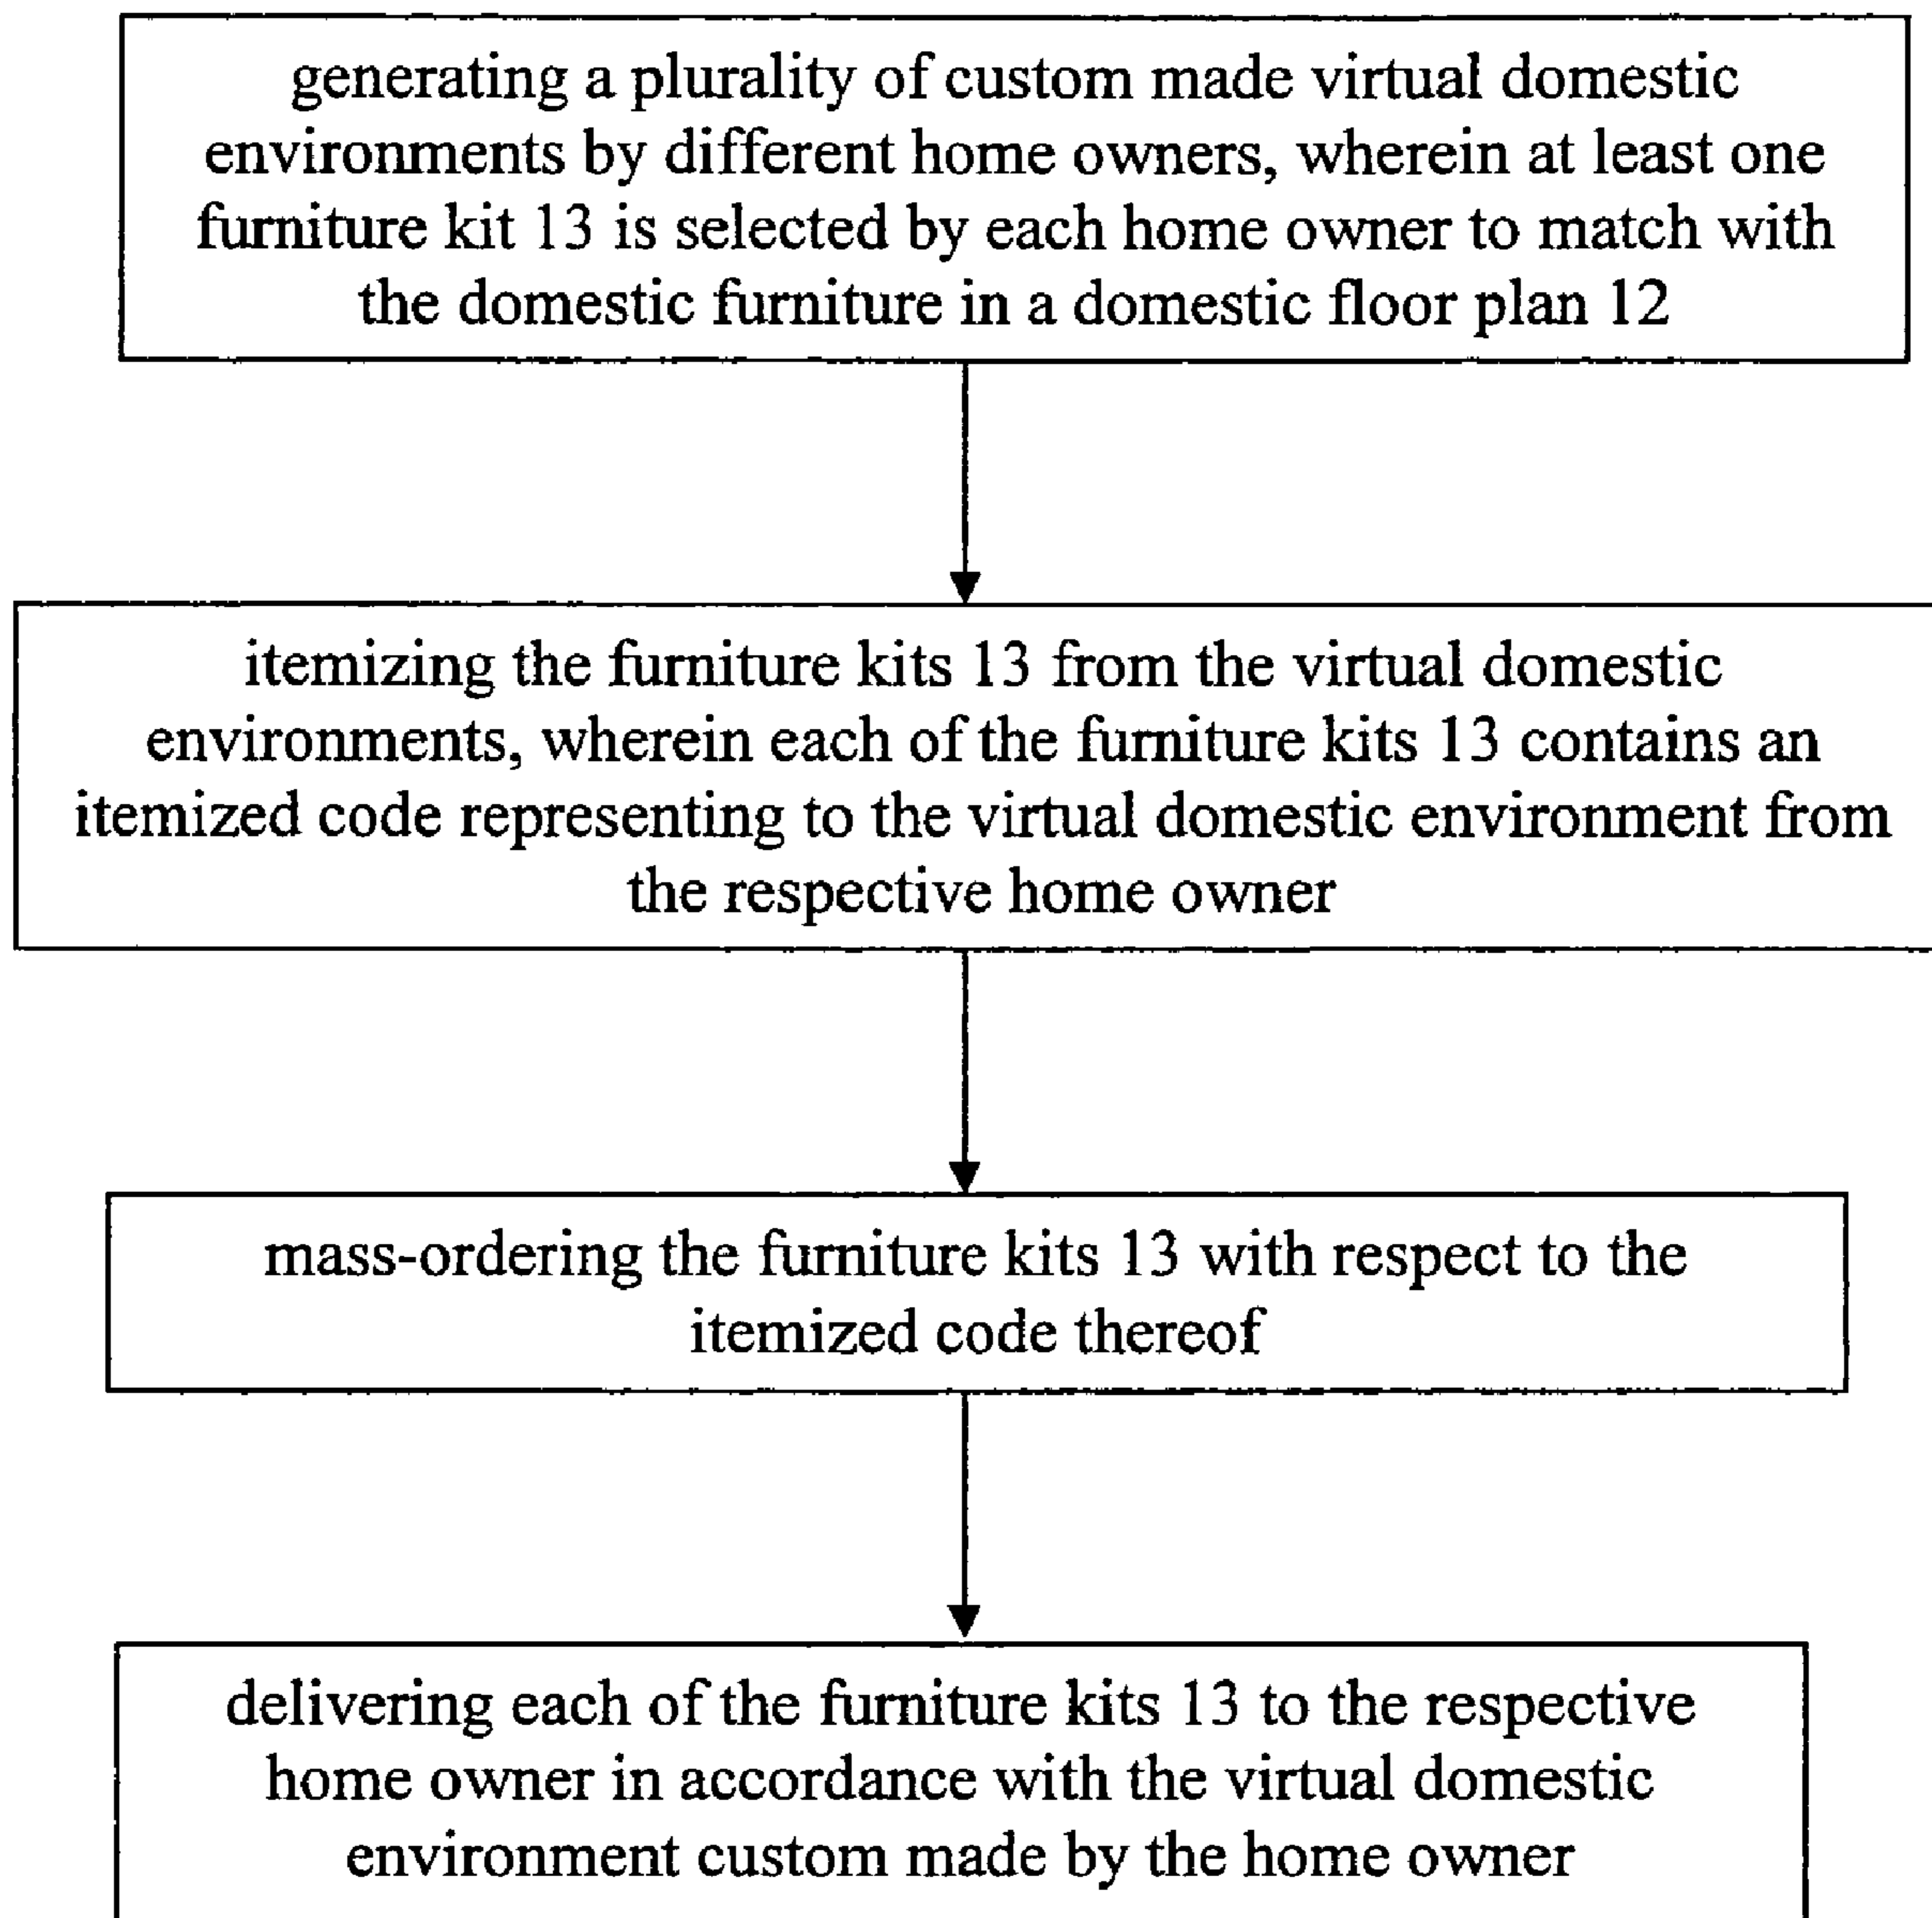 generating a plurality of custom made virtual domestic
environments by different home owners, wherein at least one
furniture kit 13 is selected by each home owner to match with
the domestic furniture in a domestic floor plan 12
itemizing the furniture kits 13 from the virtual domestic
environments, wherein each of the furniture kits 13 contains an
itemized code representing to the virtual domestic environment from
the respective home owner
mass-ordering the furniture kits 13 with respect to the
itemized code thereof
delivering each of the furniture kits 13 to the respective
home owner in accordance with the virtual domestic
environment custom made by the home owner